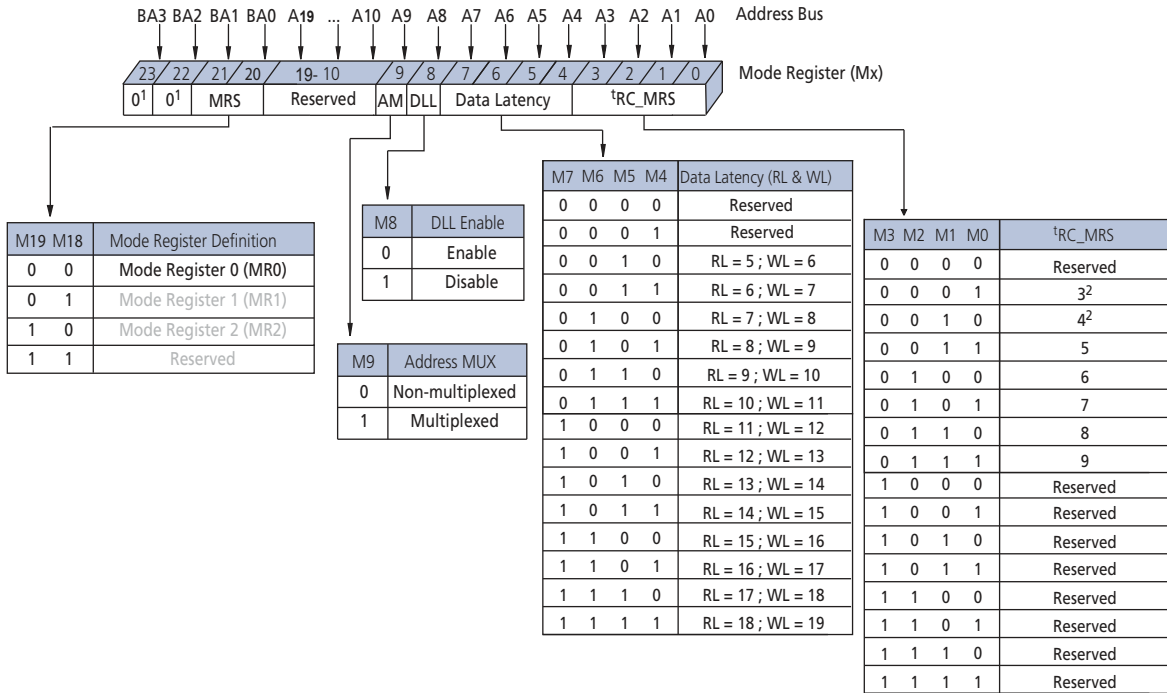 BA3 BA2 BA1 BA0 A19 ... A10 A9 A8 A7 A6 A5 A4 A3 A2 A1 A0 Address Bus
23 22 21 20 19- 10 9 8 7 6 5 4 3 2 1 0 Mode Register (Mx)
0¹ 0¹ MRS Reserved AM DLL Data Latency ᵗRC_MRS
M19 M18 Mode Register Definition
0 0 Mode Register 0 (MR0)
0 1 Mode Register 1 (MR1)
1 0 Mode Register 2 (MR2)
1 1 Reserved
M8 DLL Enable
0 Enable
1 Disable
M9 Address MUX
0 Non-multiplexed
1 Multiplexed
M7 M6 M5 M4 Data Latency (RL & WL)
0 0 0 0 Reserved
0 0 0 1 Reserved
0 0 1 0 RL = 5 ; WL = 6
0 0 1 1 RL = 6 ; WL = 7
0 1 0 0 RL = 7 ; WL = 8
0 1 0 1 RL = 8 ; WL = 9
0 1 1 0 RL = 9 ; WL = 10
0 1 1 1 RL = 10 ; WL = 11
1 0 0 0 RL = 11 ; WL = 12
1 0 0 1 RL = 12 ; WL = 13
1 0 1 0 RL = 13 ; WL = 14
1 0 1 1 RL = 14 ; WL = 15
1 1 0 0 RL = 15 ; WL = 16
1 1 0 1 RL = 16 ; WL = 17
1 1 1 0 RL = 17 ; WL = 18
1 1 1 1 RL = 18 ; WL = 19
M3 M2 M1 M0 ᵗRC_MRS
0 0 0 0 Reserved
0 0 0 1 3²
0 0 1 0 4²
0 0 1 1 5
0 1 0 0 6
0 1 0 1 7
0 1 1 0 8
0 1 1 1 9
1 0 0 0 Reserved
1 0 0 1 Reserved
1 0 1 0 Reserved
1 0 1 1 Reserved
1 1 0 0 Reserved
1 1 0 1 Reserved
1 1 1 0 Reserved
1 1 1 1 Reserved